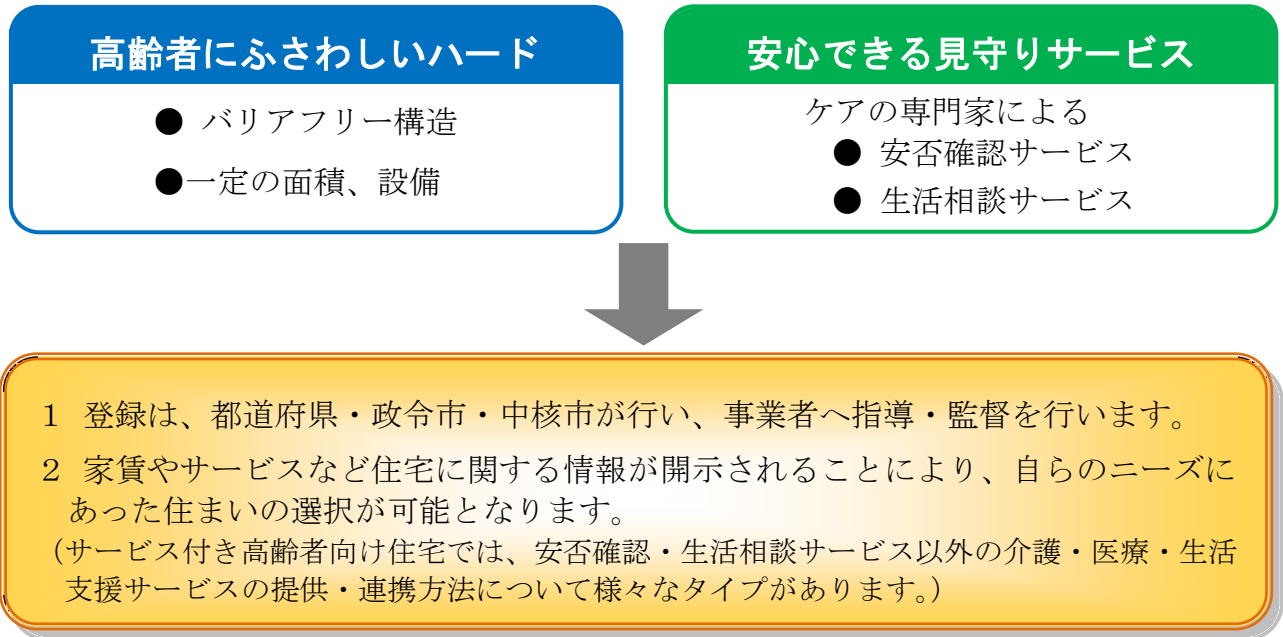 高齢者にふさわしいハード
● バリアフリー構造
●一定の面積、設備
安心できる見守りサービス
ケアの専門家による
● 安否確認サービス
● 生活相談サービス
１ 登録は、都道府県・政令市・中核市が行い、事業者へ指導・監督を行います。
２ 家賃やサービスなど住宅に関する情報が開示されることにより、自らのニーズに
あった住まいの選択が可能となります。
（サービス付き高齢者向け住宅では、安否確認・生活相談サービス以外の介護・医療・生活
支援サービスの提供・連携方法について様々なタイプがあります。）